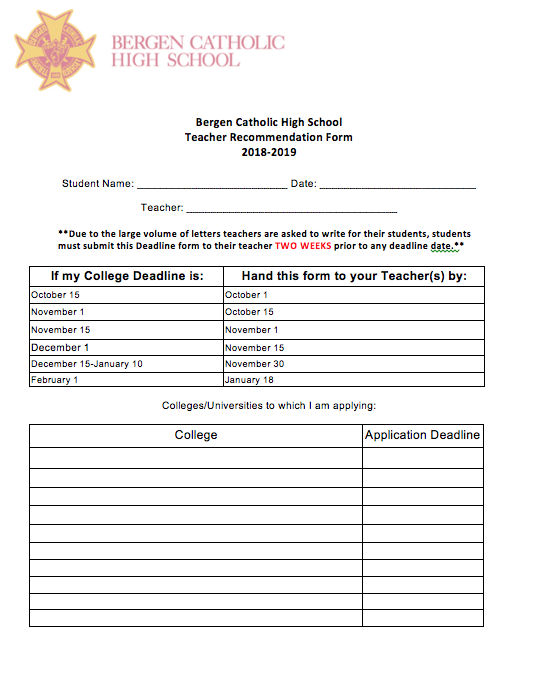 BERGEN CATHOLIC
HIGH SCHOOL
Bergen Catholic High School
Teacher Recommendation Form
2018-2019
Student Name: ____________________________ Date: _____________________________
Teacher: _______________________________________
**Due to the large volume of letters teachers are asked to write for their students, students
must submit this Deadline form to their teacher TWO WEEKS prior to any deadline date.**
If my College Deadline is: Hand this form to your Teacher(s) by:
October 15 October 1
November 1 October 15
November 15 November 1
December 1 November 15
December 15-January 10 November 30
February 1 January 18
Colleges/Universities to which I am applying:
College Application Deadline